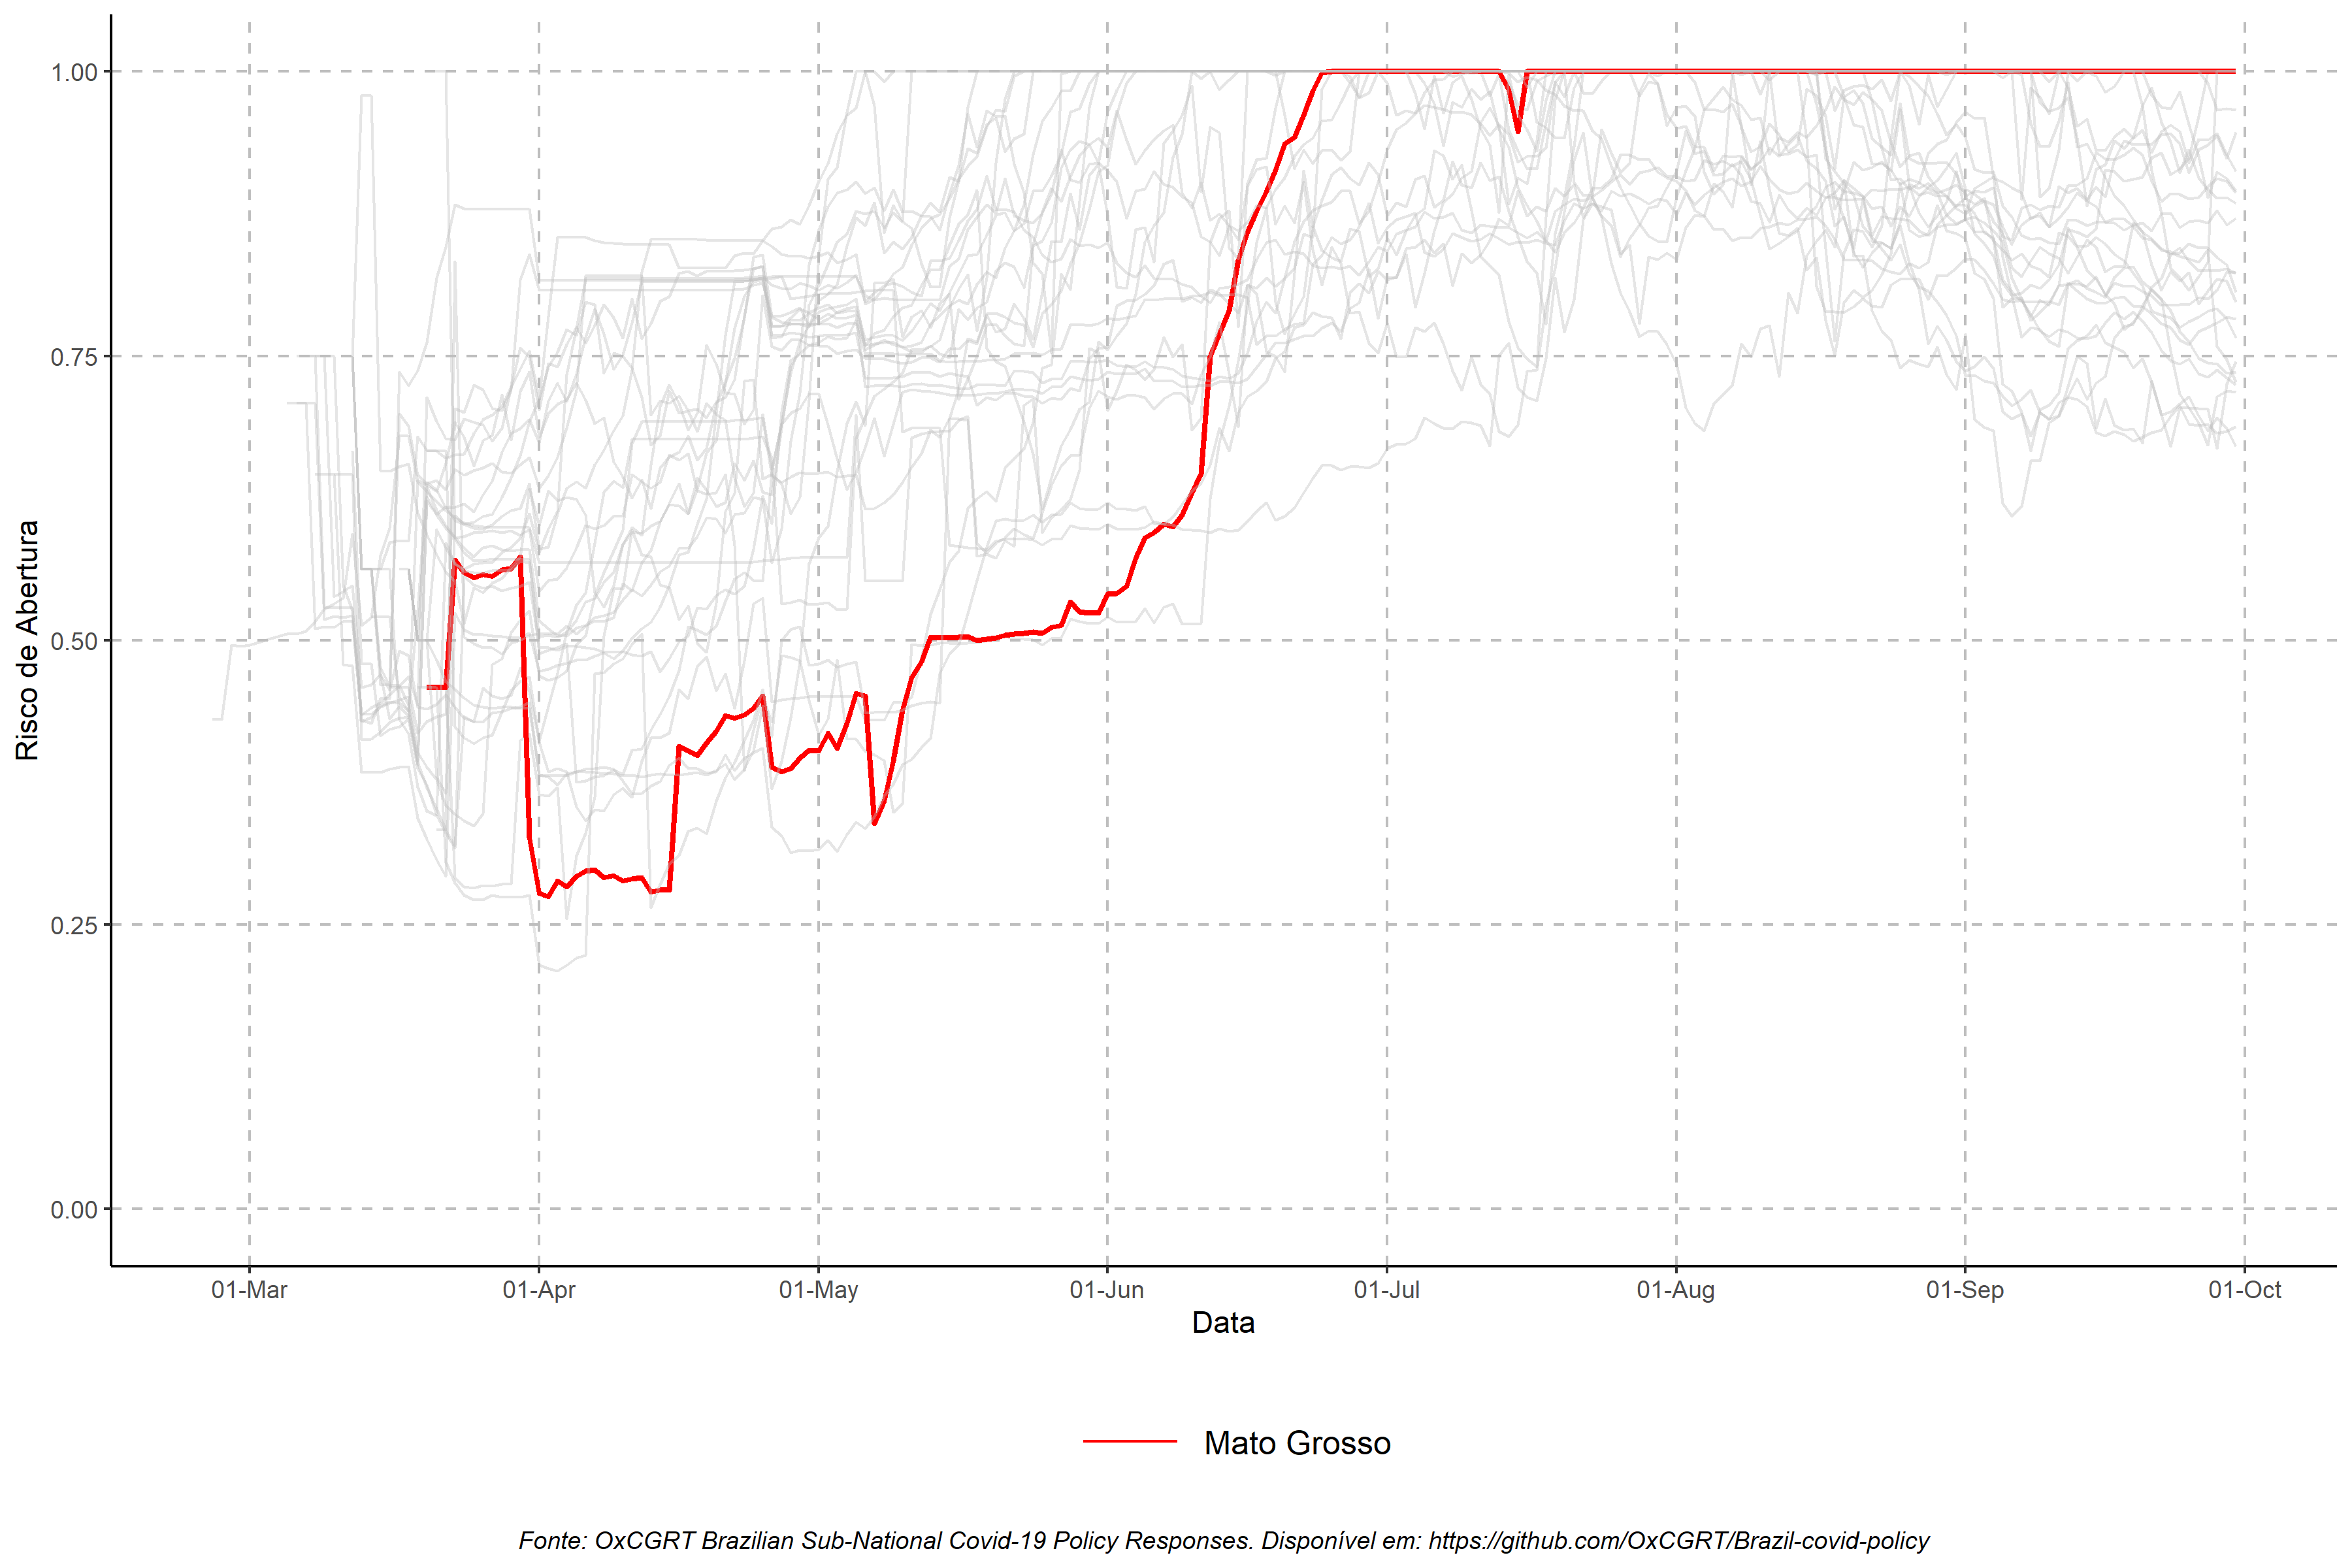 Risco de Abertura
1.00
0.75
0.50
0.25
0.00
01-Mar 01-Apr 01-May 01-Jun 01-Jul 01-Aug 01-Sep 01-Oct
Data
Mato Grosso
Fonte: OxCGRT Brazilian Sub-National Covid-19 Policy Responses. Disponível em: https://github.com/OxCGRT/Brazil-covid-policy